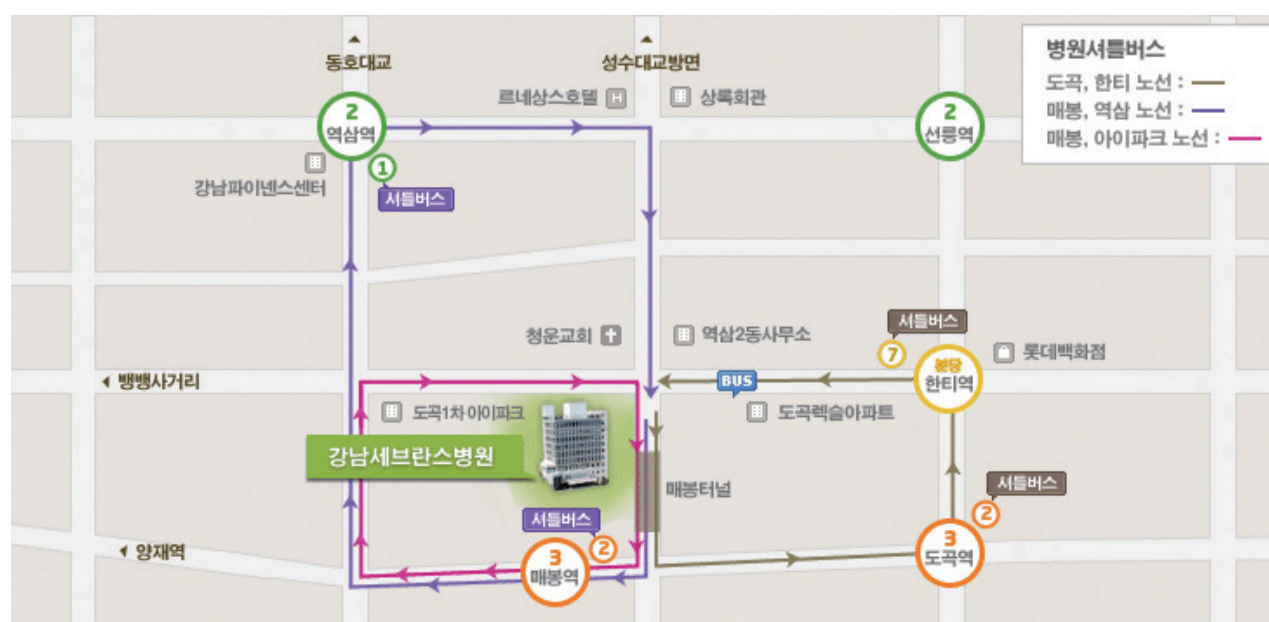 동호대교
성수대교방면
병원셔틀버스
도곡, 한티 노선 :
매봉, 역삼 노선 :
매봉, 아이파크 노선 :
르네상스호텔 H
상록회관
2
역삼역
2
선릉역
1
셔틀버스
강남파이넨스센터
청운교회
역삼2동사무소
셔틀버스
7
분당
한티역
롯데백화점
뱅뱅사거리
BUS
도곡1차 아이파크
도곡렉슬아파트
강남세브란스병원
매봉터널
셔틀버스
2
3
도곡역
셔틀버스
2
3
매봉역
양재역